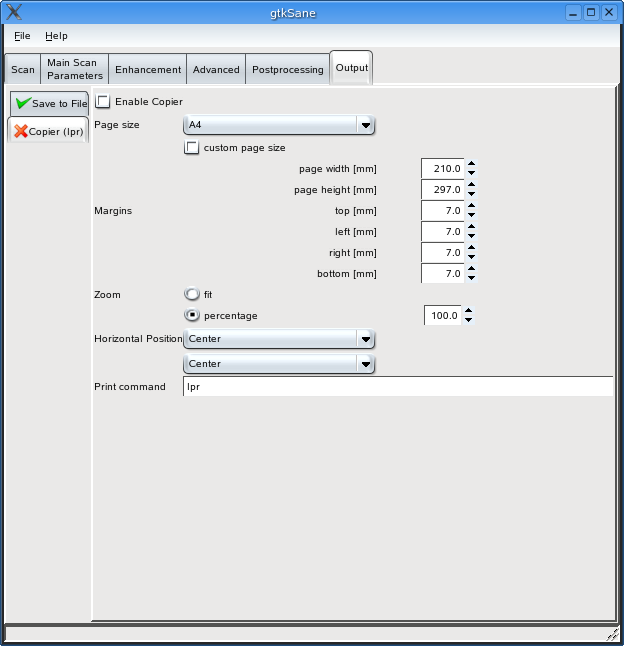 gtkSane
File Help
Scan Main Scan Parameters Enhancement Advanced Postprocessing Output
Save to File
Copier (lpr)
Enable Copier
Page size A4
custom page size
page width [mm] 210.0
page height [mm] 297.0
Margins top [mm] 7.0
left [mm] 7.0
right [mm] 7.0
bottom [mm] 7.0
Zoom fit
percentage 100.0
Horizontal Position Center
Center
Print command lpr